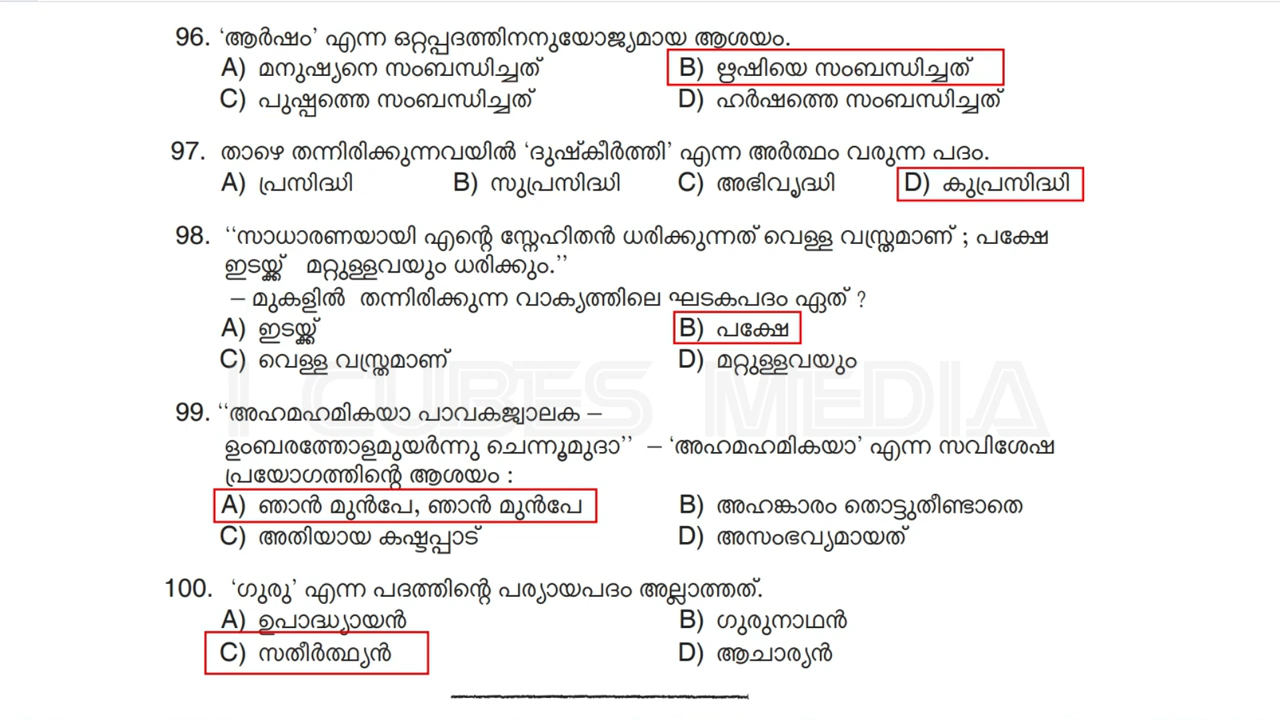 96. ‘ആർഷം’ എന്ന ഒറ്റപ്പദത്തിനനുയോജ്യമായ ആശയം.
A) മനുഷ്യനെ സംബന്ധിച്ചത് B) ഋഷിയെ സംബന്ധിച്ചത്
C) പുഷ്പത്തെ സംബന്ധിച്ചത് D) ഹർഷത്തെ സംബന്ധിച്ചത്
97. താഴെ തന്നിരിക്കുന്നവയിൽ ‘ദുഷ്കീർത്തി’ എന്ന അർത്ഥം വരുന്ന പദം.
A) പ്രസിദ്ധി B) സുപ്രസിദ്ധി C) അഭിവൃദ്ധി D) കുപ്രസിദ്ധി
98. ‘‘സാധാരണയായി എന്റെ സ്നേഹിതൻ ധരിക്കുന്നത് വെള്ള വസ്ത്രമാണ് ; പക്ഷേ
ഇടയ്ക്ക് മറ്റുള്ളവയും ധരിക്കും.’’
– മുകളിൽ തന്നിരിക്കുന്ന വാക്യത്തിലെ ഘടകപദം ഏത് ?
A) ഇടയ്ക്ക് B) പക്ഷേ
C) വെള്ള വസ്ത്രമാണ് D) മറ്റുള്ളവയും
I CUBES MEDIA
99. ‘‘അഹമഹമികയാ പാവകജ്വാലക –
ളംബരത്തോളമുയർന്നു ചെന്നൂമുദാ’’ – ‘അഹമഹമികയാ’ എന്ന സവിശേഷ
പ്രയോഗത്തിന്റെ ആശയം :
A) ഞാൻ മുൻപേ, ഞാൻ മുൻപേ B) അഹങ്കാരം തൊട്ടുതീണ്ടാതെ
C) അതിയായ കഷ്ടപ്പാട് D) അസംഭവ്യമായത്
100. ‘ഗുരു’ എന്ന പദത്തിന്റെ പര്യായപദം അല്ലാത്തത്.
A) ഉപാദ്ധ്യായൻ B) ഗുരുനാഥൻ
C) സതീർത്ഥ്യൻ D) ആചാര്യൻ